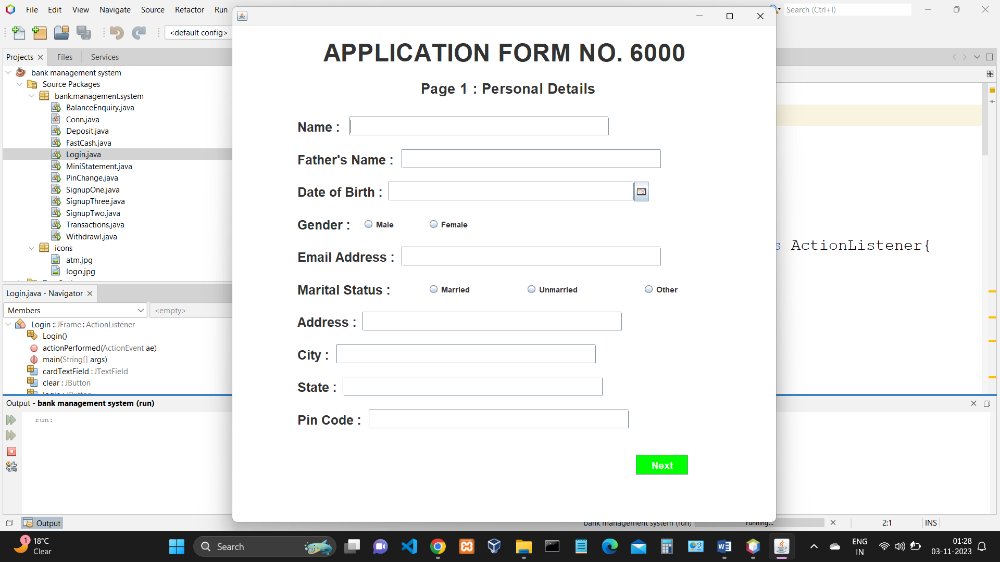 File Edit View Navigate Source Refactor Run
Search (Ctrl+I)
<default config>
Projects Files Services
bank management system
Source Packages
bank.management.system
BalanceEnquiry.java
Conn.java
Deposit.java
FastCash.java
Login.java
MiniStatement.java
PinChange.java
SignupOne.java
SignupThree.java
SignupTwo.java
Transactions.java
Withdrawl.java
icons
atm.jpg
logo.jpg
Login.java - Navigator
Members <empty>
Login :: JFrame : ActionListener
Login()
actionPerformed(ActionEvent ae)
main(String[] args)
cardTextField : JTextField
clear : JButton
Output - bank management system (run)
run:
Output
APPLICATION FORM NO. 6000
Page 1 : Personal Details
Name :
Father's Name :
Date of Birth :
Gender : Male Female
Email Address :
Marital Status : Married Unmarried Other
Address :
City :
State :
Pin Code :
Next
s ActionListener{
bank management system (run) running...
2:1 INS
1 18°C
Clear
Search
ENG
IN
01:28
03-11-2023